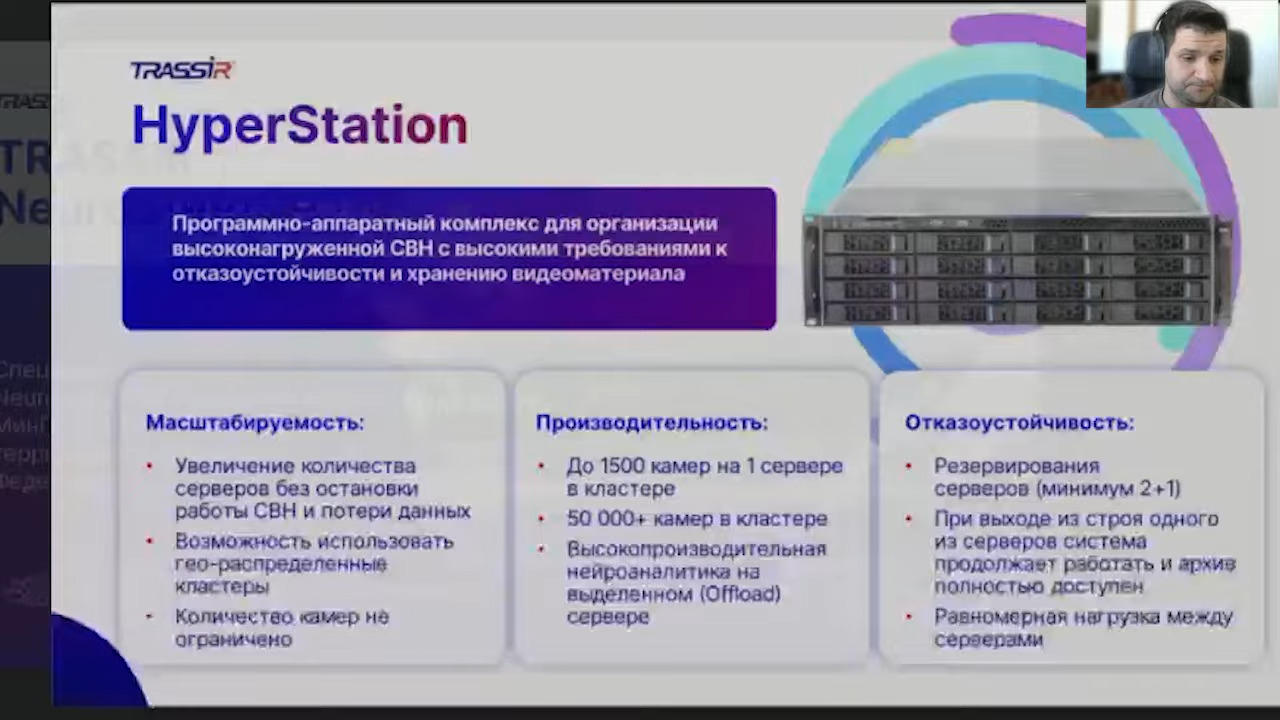 TRASSIR
HyperStation
Программно-аппаратный комплекс для организации
высоконагруженной СВН с высокими требованиями к
отказоустойчивости и хранению видеоматериала
Масштабируемость:
• Увеличение количества
серверов без остановки
работы СВН и потери данных
• Возможность использовать
гео-распределенные
кластеры
• Количество камер не
ограничено
Производительность:
• До 1500 камер на 1 сервере
в кластере
• 50 000+ камер в кластере
• Высокопроизводительная
нейроаналитика на
выделенном (Offload)
сервере
Отказоустойчивость:
• Резервирования
серверов (минимум 2+1)
• При выходе из строя одного
из серверов система
продолжает работать и архив
полностью доступен
• Равномерная нагрузка между
серверами